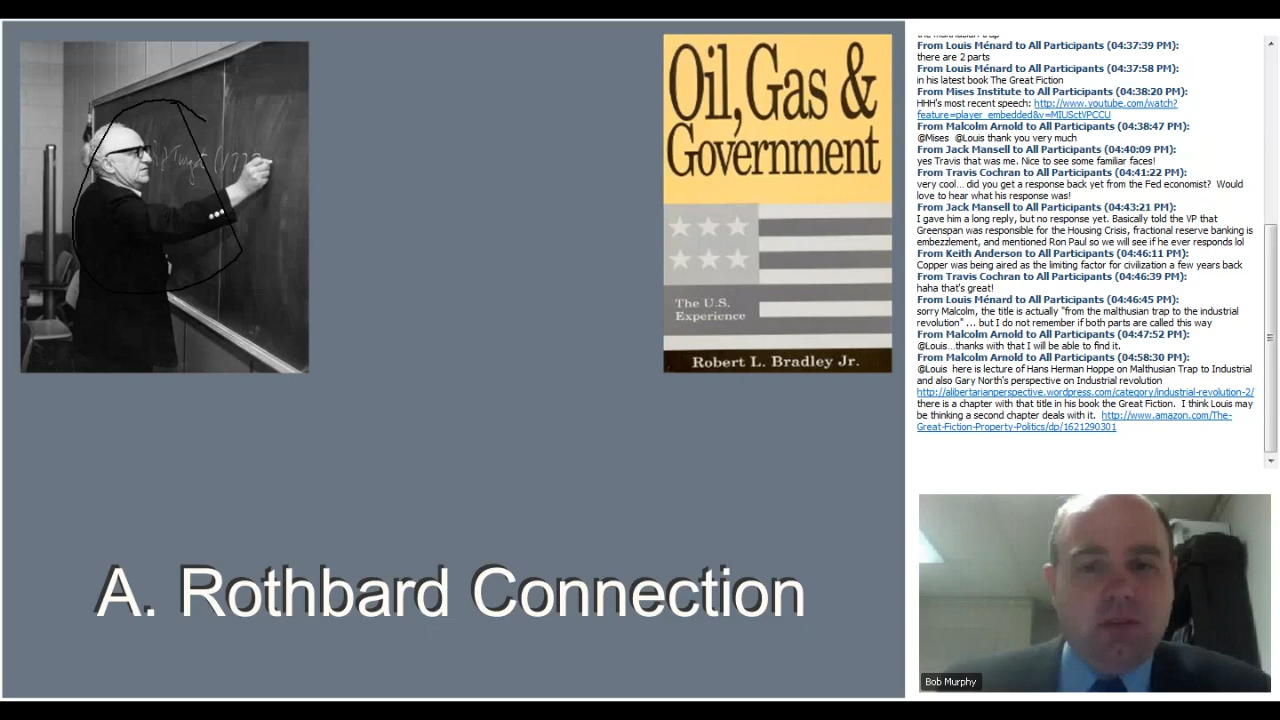 Oil, Gas &
Government
The U.S.
Experience
Robert L. Bradley Jr.
A. Rothbard Connection
From Louis Ménard to All Participants (04:37:39 PM):
there are 2 parts
From Louis Ménard to All Participants (04:37:58 PM):
in his latest book The Great Fiction
From Mises Institute to All Participants (04:38:20 PM):
HHH's most recent speech: http://www.youtube.com/watch?
feature=player_embedded&v=MIUSctVPCCU
From Malcolm Arnold to All Participants (04:38:47 PM):
@Mises @Louis thank you very much
From Jack Mansell to All Participants (04:40:09 PM):
yes Travis that was me. Nice to see some familiar faces!
From Travis Cochran to All Participants (04:41:22 PM):
very cool... did you get a response back yet from the Fed economist? Would
love to hear what his response was!
From Jack Mansell to All Participants (04:43:21 PM):
I gave him a long reply, but no response yet. Basically told the VP that
Greenspan was responsible for the Housing Crisis, fractional reserve banking is
embezzlement, and mentioned Ron Paul so we will see if he ever responds lol
From Keith Anderson to All Participants (04:46:11 PM):
Copper was being aired as the limiting factor for civilization a few years back
From Travis Cochran to All Participants (04:46:39 PM):
haha that's great!
From Louis Ménard to All Participants (04:46:45 PM):
sorry Malcolm, the title is actually "from the malthusian trap to the industrial
revolution" ... but I do not remember if both parts are called this way
From Malcolm Arnold to All Participants (04:47:52 PM):
@Louis...thanks with that I will be able to find it.
From Malcolm Arnold to All Participants (04:58:30 PM):
@Louis here is lecture of Hans Herman Hoppe on Malthusian Trap to Industrial
and also Gary North's perspective on Industrial revolution
http://alibertarianperspective.wordpress.com/category/industrial-revolution-2/
there is a chapter with that title in his book the Great Fiction. I think Louis may
be thinking a second chapter deals with it. http://www.amazon.com/The-
Great-Fiction-Property-Politics/dp/1621290301
Bob Murphy